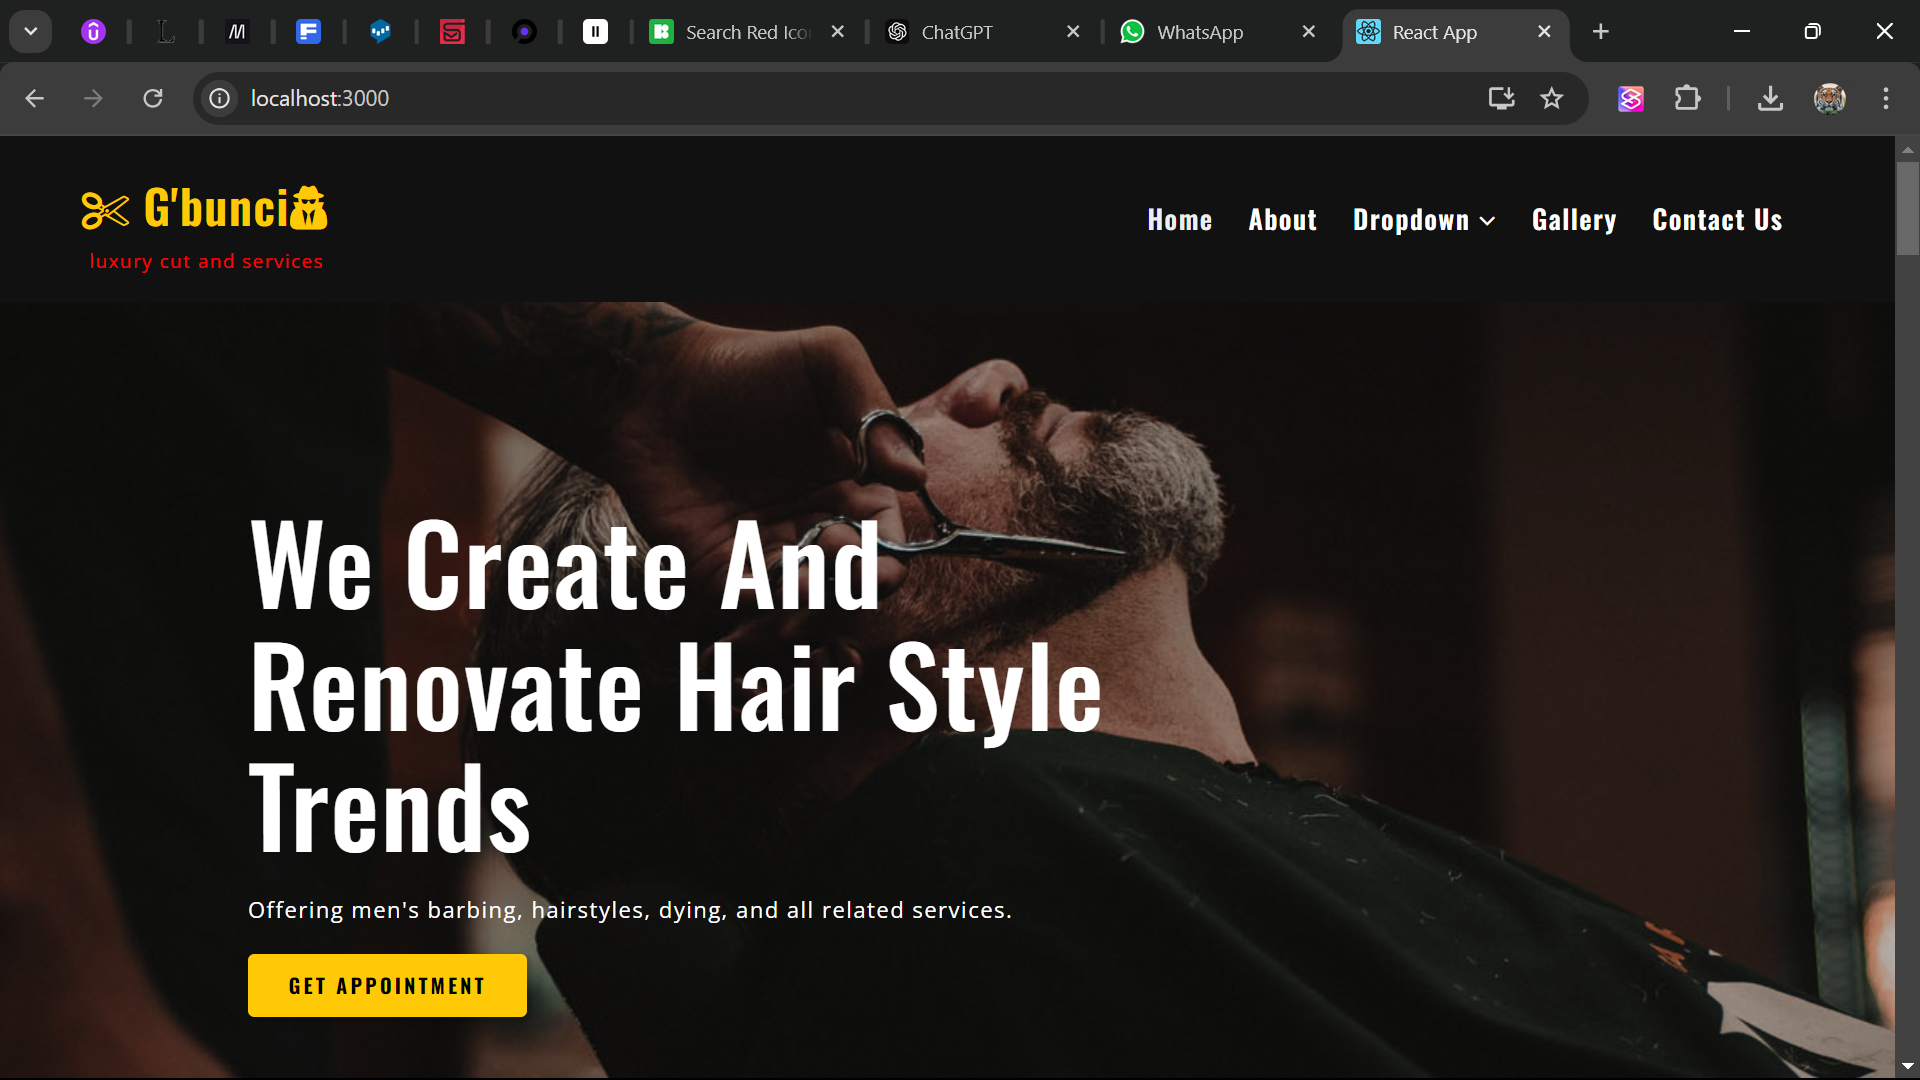 Search Red Ico
ChatGPT
WhatsApp
React App
localhost:3000
G'bunci
luxury cut and services
Home
About
Dropdown
Gallery
Contact Us
We Create And
Renovate Hair Style
Trends
Offering men's barbing, hairstyles, dying, and all related services.
GET APPOINTMENT